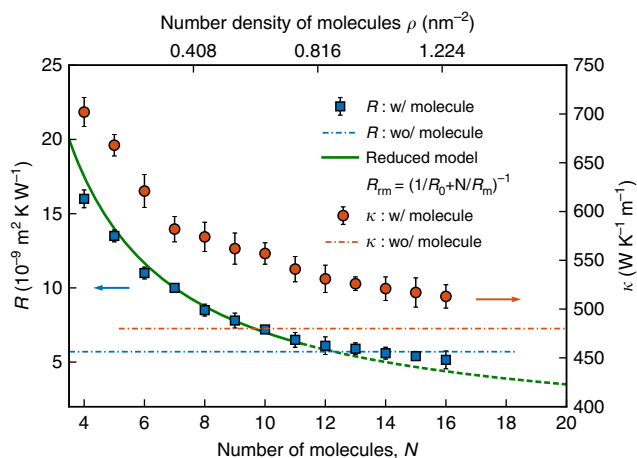 Number density of molecules ρ (nm⁻²)
0.408 0.816 1.224
25 750
20 700
15 650
10 600
5 550
500
450
400
R (10⁻⁹ m² K W⁻¹)
κ (W K⁻¹ m⁻¹)
R : w/ molecule
R : wo/ molecule
Reduced model
R_rm = (1/R₀+N/R_m)⁻¹
κ : w/ molecule
κ : wo/ molecule
4 6 8 10 12 14 16 18 20
Number of molecules, N